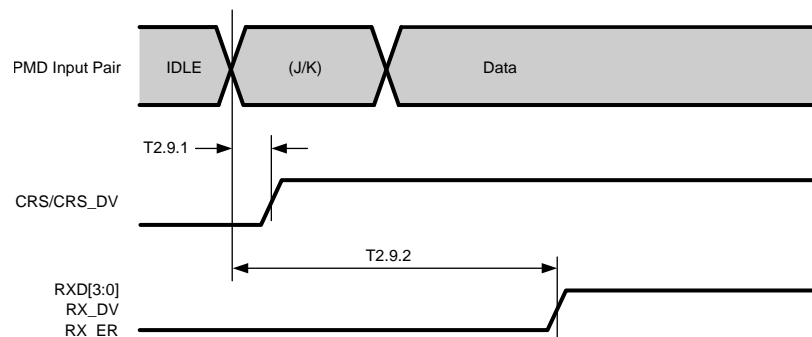 PMD Input Pair IDLE (J/K) Data
T2.9.1
CRS/CRS_DV
T2.9.2
RXD[3:0]
RX_DV
RX_ER